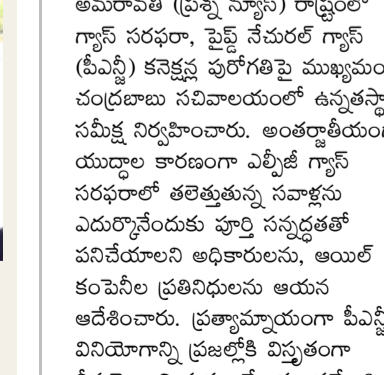 అమరావతి (ప్రశ్న న్యూస్) రాష్ట్రంలో
గ్యాస్ సరఫరా, పైప్డ్ నేచురల్ గ్యాస్
(పీఎన్జీ) కనెక్షన్ల పురోగతిపై ముఖ్యమం
చంద్రబాబు సచివాలయంలో ఉన్నతస్థా
సమీక్ష నిర్వహించారు. అంతర్జాతీయంగ
యుద్ధాల కారణంగా ఎల్పీజీ గ్యాస్
సరఫరాలో తలెత్తుతున్న సవాళ్లను
ఎదుర్కొనేందుకు పూర్తి సన్నద్ధతతో
పనిచేయాలని అధికారులను, ఆయిల్
కంపెనీల ప్రతినిధులను ఆయన
ఆదేశించారు. ప్రత్యామ్నాయంగా పీఎన్జీ
వినియోగాన్ని ప్రజల్లోకి విస్తృతంగా